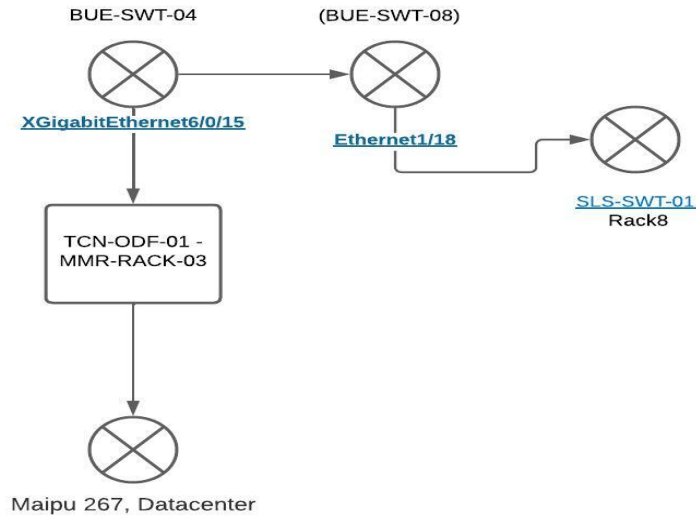 BUE-SWT-04
(BUE-SWT-08)
XGigabitEthernet6/0/15
Ethernet1/18
SLS-SWT-01
Rack8
TCN-ODF-01 -
MMR-RACK-03
Maipu 267, Datacenter